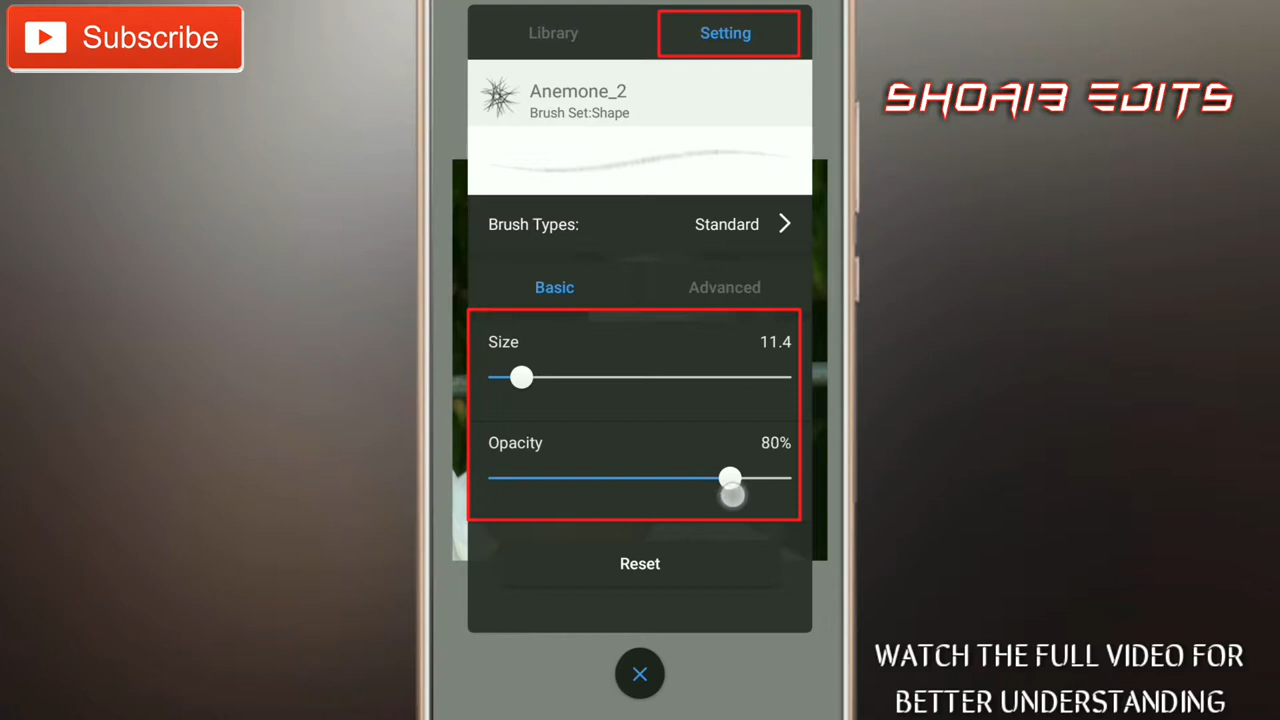 Subscribe
Library
Setting
SHOAIB EDITS
Anemone_2
Brush Set:Shape
Brush Types:
Standard
Basic
Advanced
Size
11.4
Opacity
80%
Reset
WATCH THE FULL VIDEO FOR
BETTER UNDERSTANDING